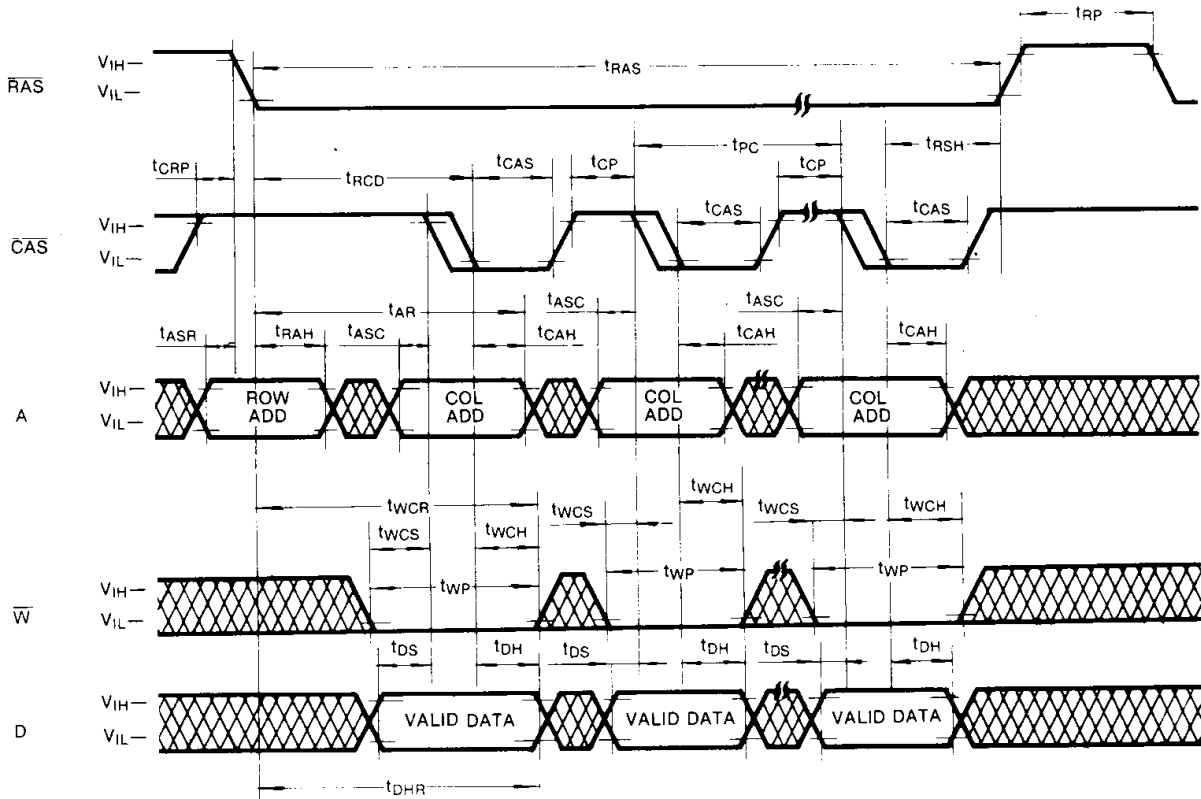 tRP
VIH
RAS
tRAS
VIL
tCRP
tRCD
tCAS
tCP
tPC
tCP
tRSH
VIH
tCAS
tCAS
CAS
VIL
tAR
tASC
tASC
tASR
tRAH
tASC
tCAH
tCAH
tCAH
VIH
ROW ADD
COL ADD
COL ADD
COL ADD
A
VIL
tWCR
tWCS
tWCH
tWCS
tWCH
tWCS
tWCH
tWP
tWP
tWP
VIH
W
VIL
tDS
tDH
tDS
tDH
tDS
tDH
VIH
D
VALID DATA
VALID DATA
VALID DATA
VIL
tDHR